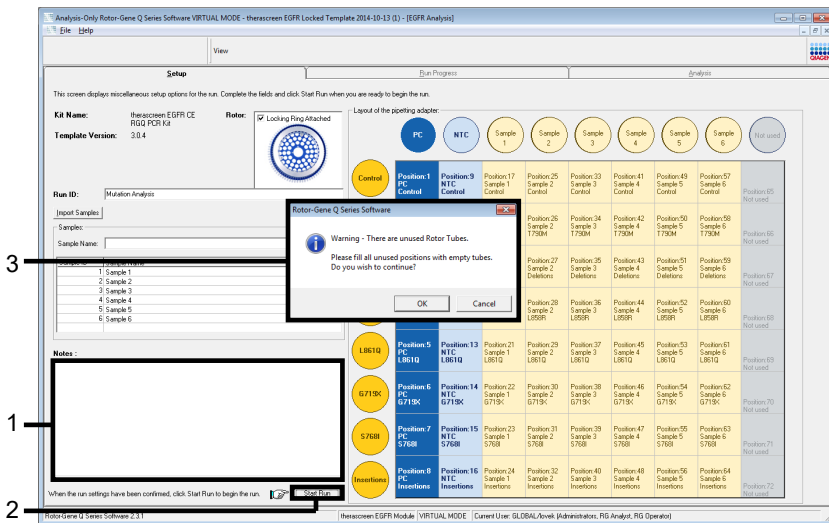 Analysis-Only Rotor-Gene Q Series Software VIRTUAL MODE - therascreen EGFR Locked Template 2014-10-13 (1) - [EGFR Analysis]
File Help
View
QIAGEN
Setup Run Progress Analysis
This screen displays miscellaneous setup options for the run. Complete the fields and click Start Run when you are ready to begin the run.
Kit Name: therascreen EGFR CE RGQ PCR Kit
Template Version: 3.0.4
Rotor:
Locking Ring Attached
Run ID: Mutation Analysis
Import Samples
Samples:
Sample Name:
Sample Name
1 Sample 1
2 Sample 2
3 Sample 3
4 Sample 4
5 Sample 5
6 Sample 6
Notes :
When the run settings have been confirmed, click Start Run to begin the run.
Start Run
Layout of the pipetting adapter:
PC NTC Sample 1 Sample 2 Sample 3 Sample 4 Sample 5 Sample 6 Not used
Control
Position:1 Position:9 Position:17 Position:25 Position:33 Position:41 Position:49 Position:57
PC NTC Sample 1 Sample 2 Sample 3 Sample 4 Sample 5 Sample 6 Position:65
Control Control Control Control Control Control Control Control Not used
Position:26 Position:34 Position:42 Position:50 Position:58
Sample 2 Sample 3 Sample 4 Sample 5 Sample 6 Position:66
T790M T790M T790M T790M T790M Not used
Position:27 Position:35 Position:43 Position:51 Position:59
Sample 2 Sample 3 Sample 4 Sample 5 Sample 6 Position:67
Deletions Deletions Deletions Deletions Deletions Not used
Position:28 Position:36 Position:44 Position:52 Position:60
Sample 2 Sample 3 Sample 4 Sample 5 Sample 6 Position:68
L858R L858R L858R L858R L858R Not used
L861Q
Position:5 Position:13 Position:21 Position:29 Position:37 Position:45 Position:53 Position:61
PC NTC Sample 1 Sample 2 Sample 3 Sample 4 Sample 5 Sample 6 Position:69
L861Q L861Q L861Q L861Q L861Q L861Q L861Q L861Q Not used
G719X
Position:6 Position:14 Position:22 Position:30 Position:38 Position:46 Position:54 Position:62
PC NTC Sample 1 Sample 2 Sample 3 Sample 4 Sample 5 Sample 6 Position:70
G719X G719X G719X G719X G719X G719X G719X G719X Not used
S768I
Position:7 Position:15 Position:23 Position:31 Position:39 Position:47 Position:55 Position:63
PC NTC Sample 1 Sample 2 Sample 3 Sample 4 Sample 5 Sample 6 Position:71
S768I S768I S768I S768I S768I S768I S768I S768I Not used
Insertions
Position:8 Position:16 Position:24 Position:32 Position:40 Position:48 Position:56 Position:64
PC NTC Sample 1 Sample 2 Sample 3 Sample 4 Sample 5 Sample 6 Position:72
Insertions Insertions Insertions Insertions Insertions Insertions Insertions Insertions Not used
Rotor-Gene Q Series Software
Warning - There are unused Rotor Tubes.
Please fill all unused positions with empty tubes.
Do you wish to continue?
OK Cancel
Rotor-Gene Q Series Software 2.3.1
therascreen EGFR Module VIRTUAL MODE Current User: GLOBAL/lovek (Administrators, RG Analyst, RG Operator)
3
1
2